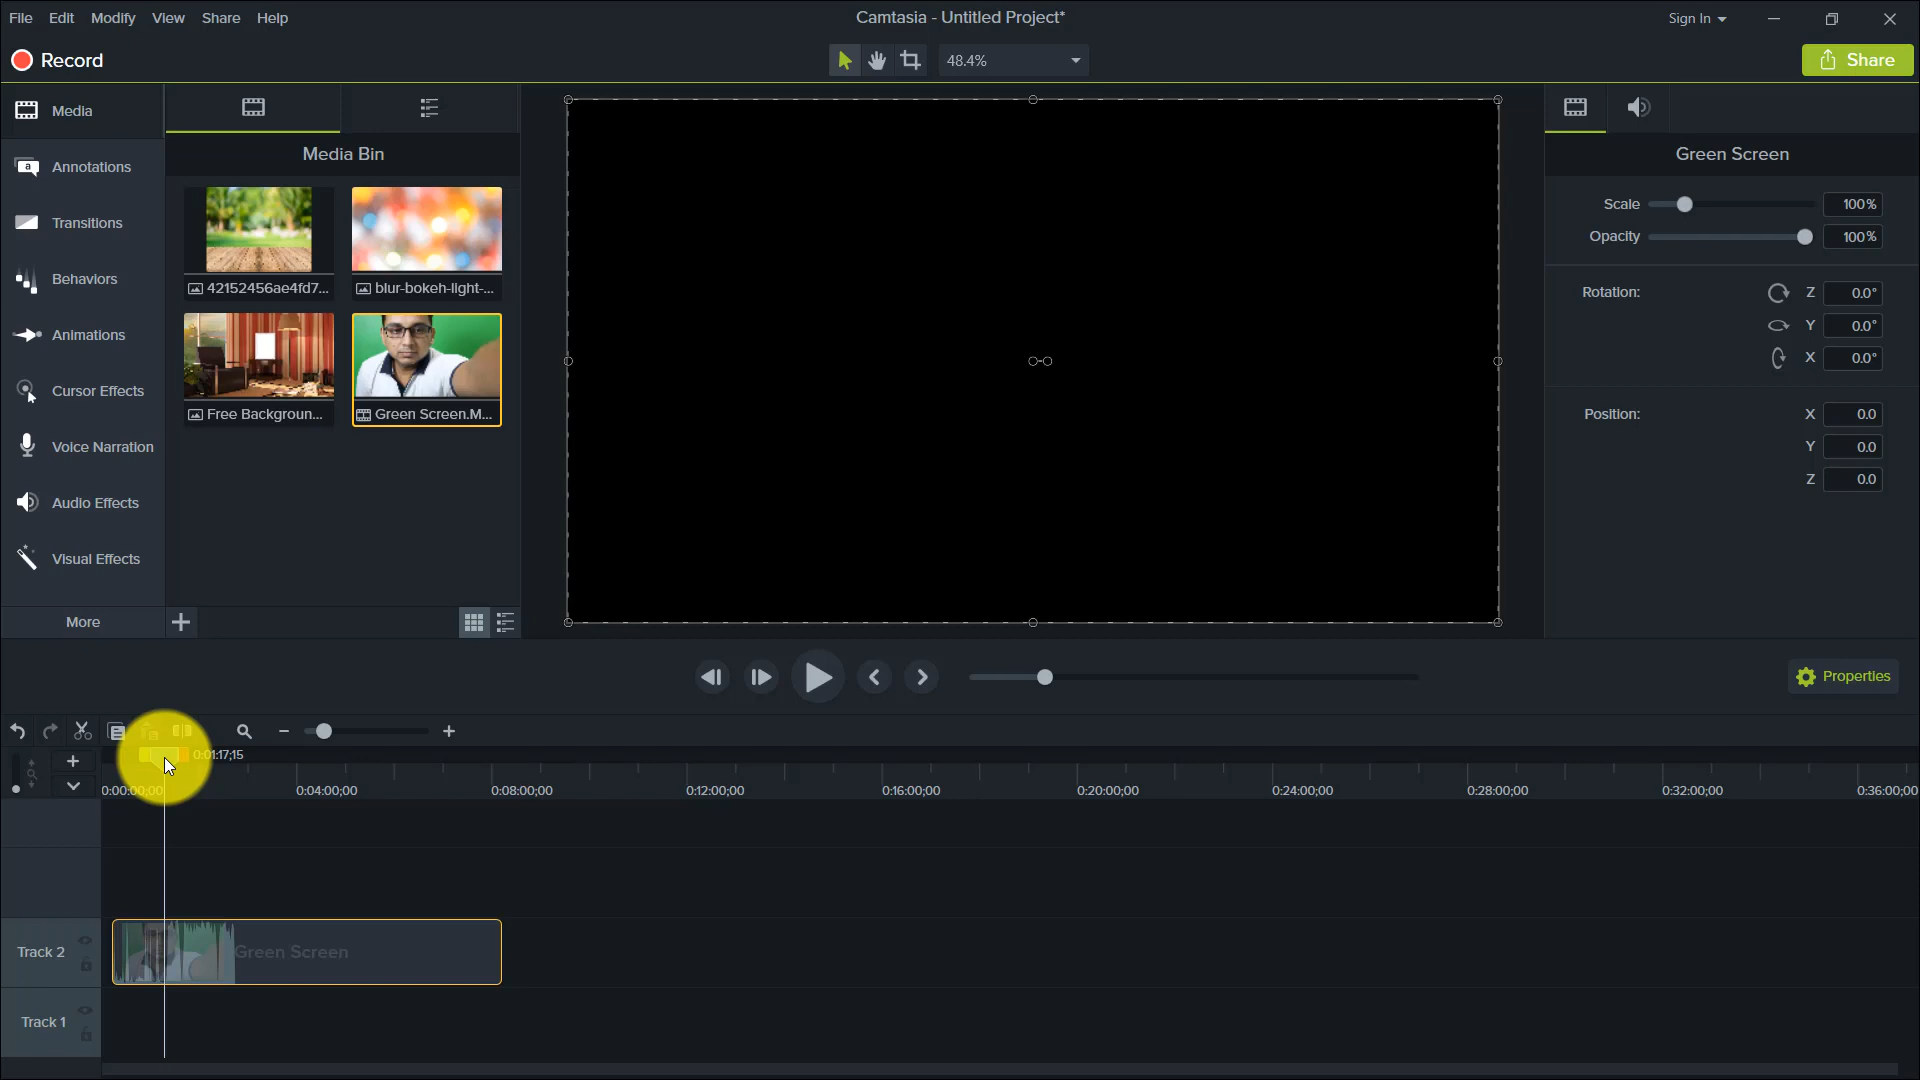 File Edit Modify View Share Help
Camtasia - Untitled Project*
Sign In
Record
48.4%
Share
Media
Annotations
Transitions
Behaviors
Animations
Cursor Effects
Voice Narration
Audio Effects
Visual Effects
More
Media Bin
42152456ae4fd7...
blur-bokeh-light-...
Free Backgroun...
Green Screen.M...
Green Screen
Scale 100%
Opacity 100%
Rotation: Z 0.0°
Y 0.0°
X 0.0°
Position: X 0.0
Y 0.0
Z 0.0
Properties
0:01:17;15
0:00:00;00 0:04:00;00 0:08:00;00 0:12:00;00 0:16:00;00 0:20:00;00 0:24:00;00 0:28:00;00 0:32:00;00 0:36:00;00
Track 2
Green Screen
Track 1